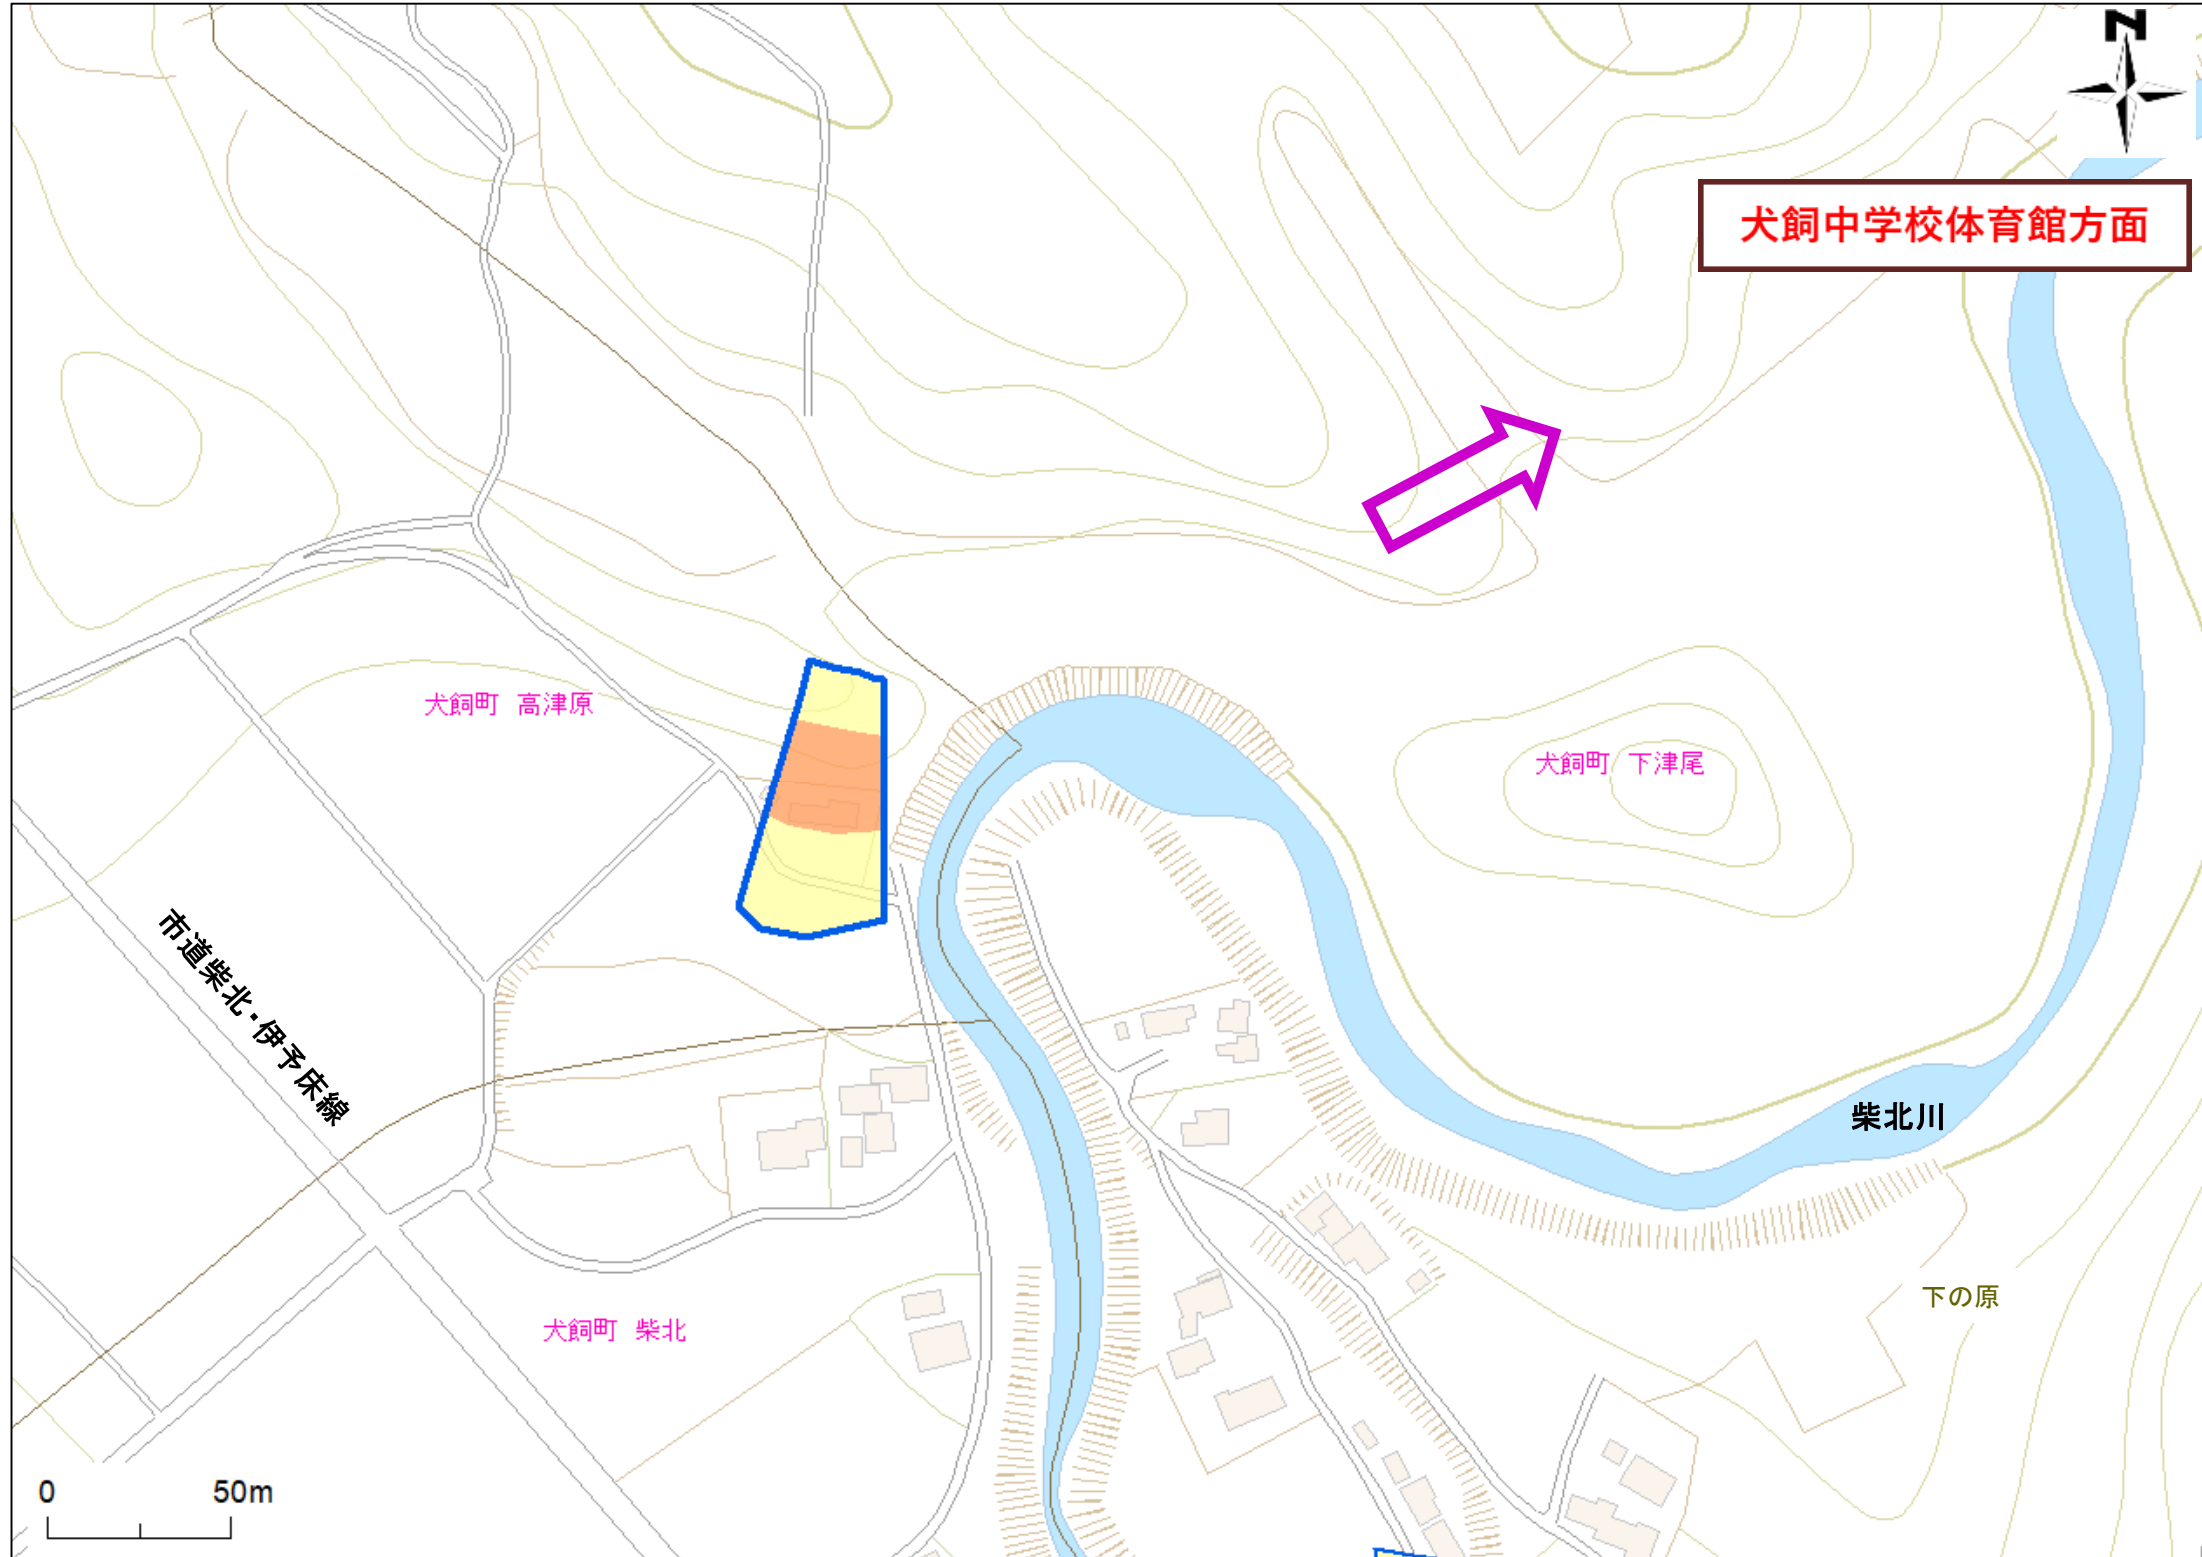 N
犬飼中学校体育館方面
犬飼町 高津原
犬飼町 下津尾
市道柴北・伊予床線
柴北川
下の原
犬飼町 柴北
0 50m